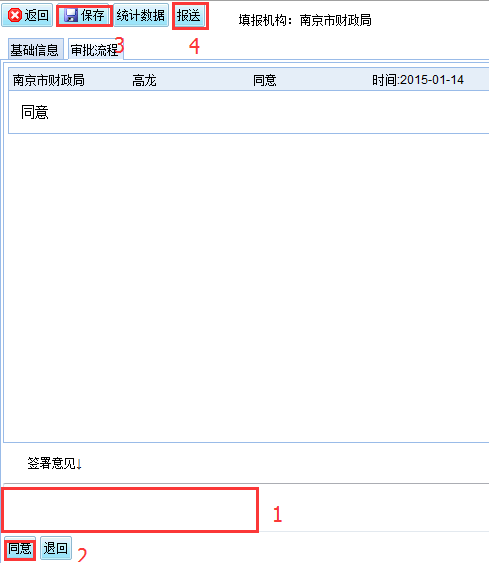 返回 保存 统计数据 报送 填报机构：南京市财政局
3 4
基础信息 审批流程
南京市财政局 高龙 同意 时间:2015-01-14
同意
签署意见↓
1
同意 退回 2